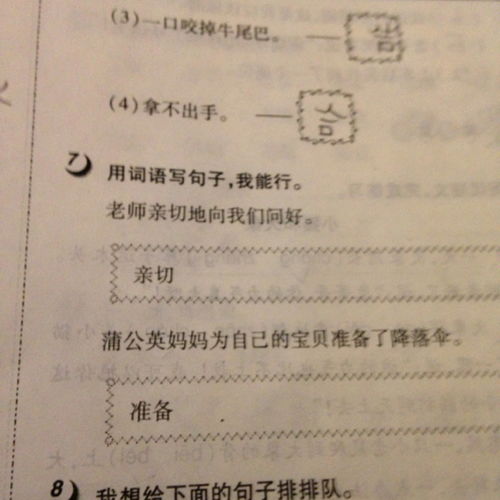 (3)一口咬掉牛尾巴。——告
(4)拿不出手。——合
7 用词语写句子,我能行。
老师亲切地向我们问好。
亲切
蒲公英妈妈为自己的宝贝准备了降落伞。
准备
8 我想给下面的句子排排队。